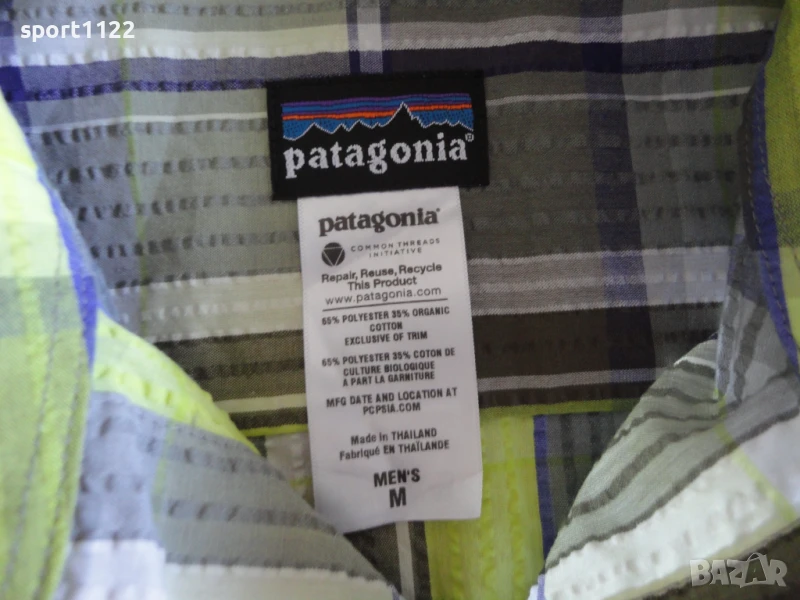 sport1122
patagonia®
patagonia®
COMMON THREADS
INITIATIVE
Repair, Reuse, Recycle
This Product
www.patagonia.com
65% POLYESTER 35% ORGANIC
COTTON
EXCLUSIVE OF TRIM
65% POLYESTER 35% COTON DE
CULTURE BIOLOGIQUE
A PART LA GARNITURE
MFG DATE AND LOCATION AT
PCPSIA.COM
Made in THAILAND
Fabriqué EN THAÏLANDE
MEN'S
M
BAZAR